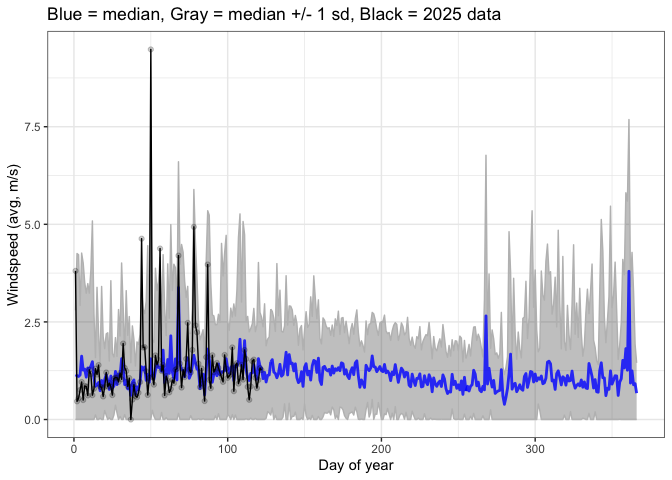 Blue = median, Gray = median +/- 1 sd, Black = 2025 data
Windspeed (avg, m/s)
7.5
5.0
2.5
0.0
0
100
200
300
Day of year